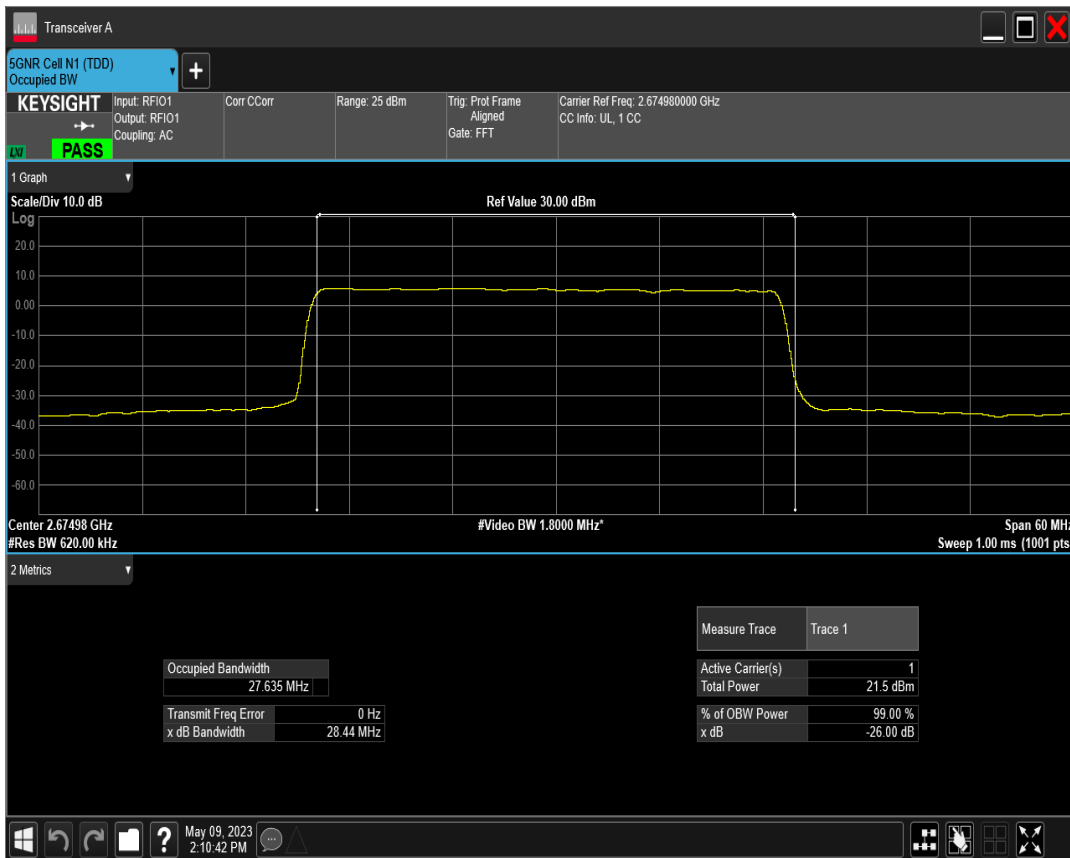 Transceiver A
5GNR Cell N1 (TDD)
Occupied BW
+
KEYSIGHT
LXI
PASS
Input: RFIO1
Output: RFIO1
Coupling: AC
Corr CCorr
Range: 25 dBm
Trig: Prot Frame
Aligned
Gate: FFT
Carrier Ref Freq: 2.674980000 GHz
CC Info: UL, 1 CC
1 Graph
Scale/Div 10.0 dB
Ref Value 30.00 dBm
Log
20.0
10.0
0.00
-10.0
-20.0
-30.0
-40.0
-50.0
-60.0
Center 2.67498 GHz
#Video BW 1.8000 MHz*
Span 60 MHz
#Res BW 620.00 kHz
Sweep 1.00 ms (1001 pts
2 Metrics
Measure Trace Trace 1
Occupied Bandwidth
27.635 MHz
Active Carrier(s) 1
Total Power 21.5 dBm
Transmit Freq Error 0 Hz
x dB Bandwidth 28.44 MHz
% of OBW Power 99.00 %
x dB -26.00 dB
?
May 09, 2023
2:10:42 PM